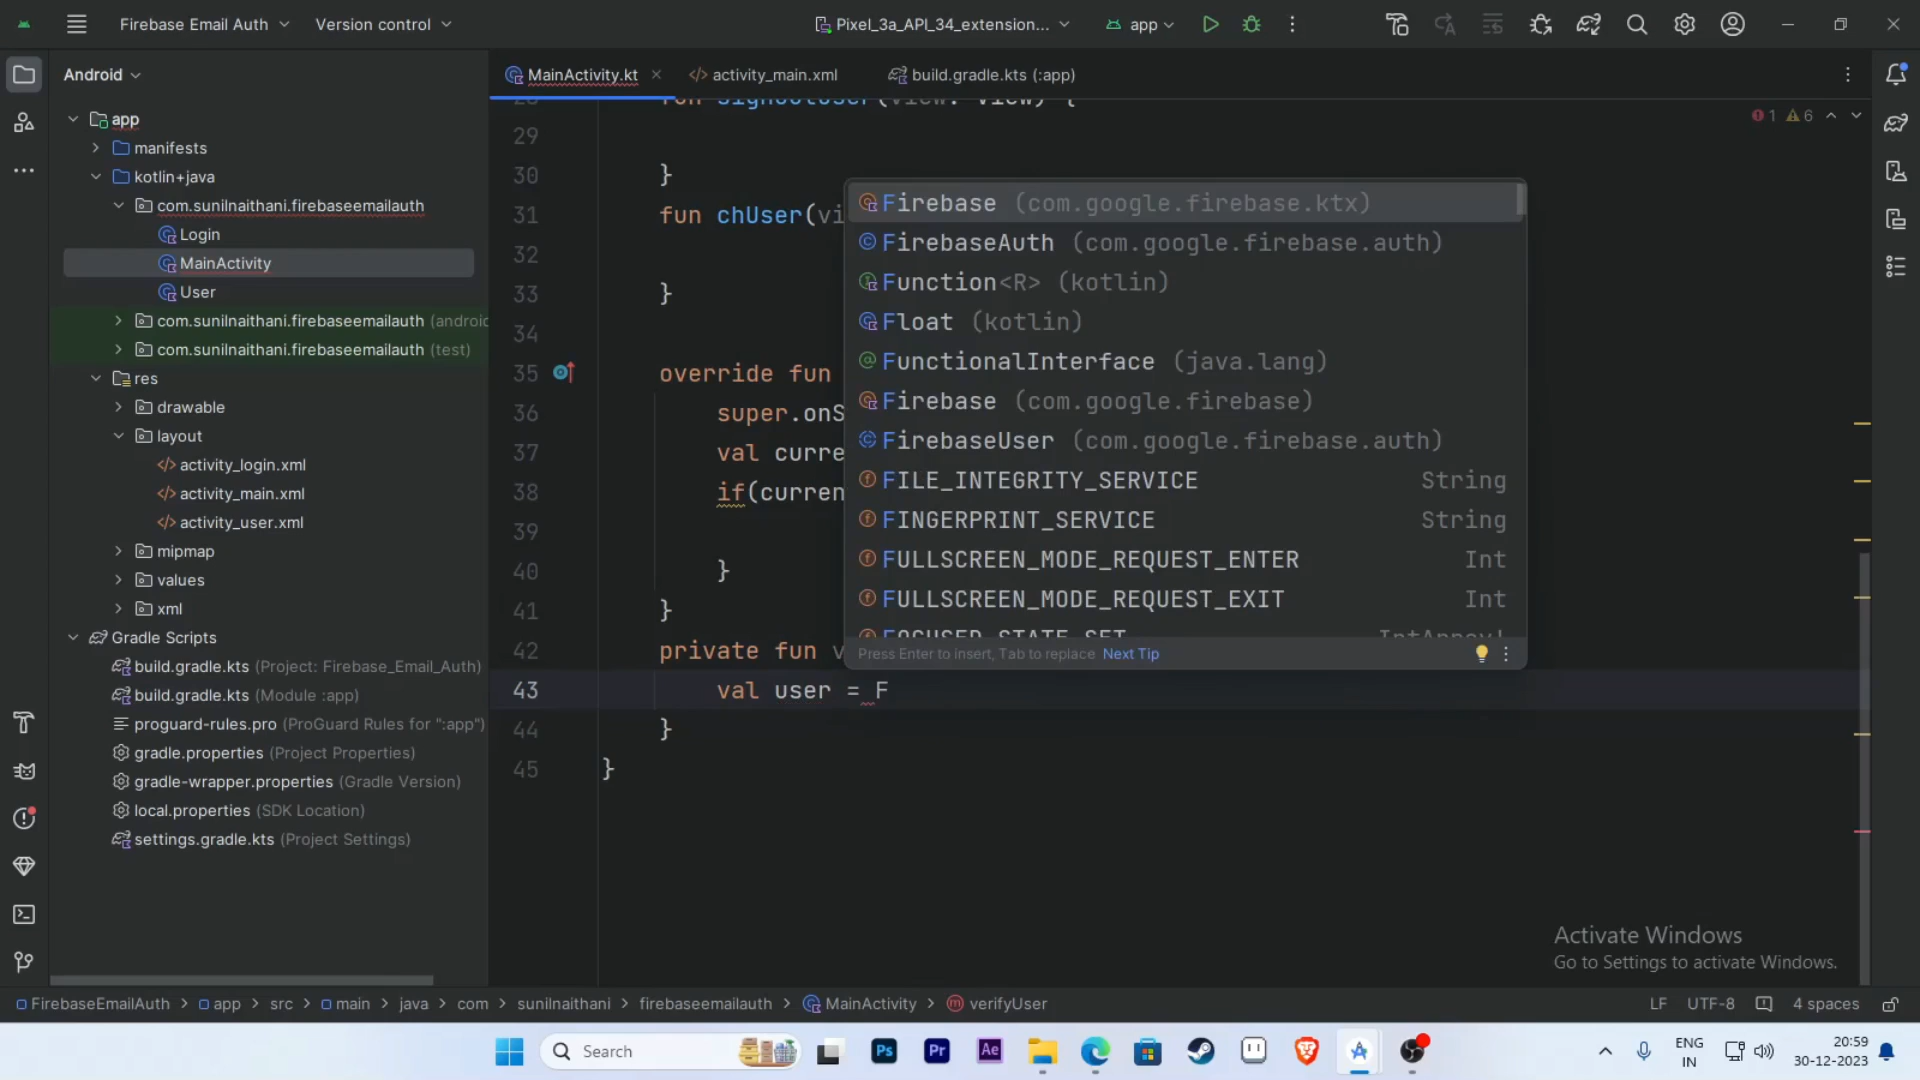 Firebase Email Auth
Version control
Pixel_3a_API_34_extension...
app
Android
MainActivity.kt
activity_main.xml
build.gradle.kts (:app)
app
manifests
kotlin+java
com.sunilnaithani.firebaseemailauth
Login
MainActivity
User
com.sunilnaithani.firebaseemailauth (androic
com.sunilnaithani.firebaseemailauth (test)
res
drawable
layout
activity_login.xml
activity_main.xml
activity_user.xml
mipmap
values
xml
Gradle Scripts
build.gradle.kts (Project: Firebase_Email_Auth)
build.gradle.kts (Module :app)
proguard-rules.pro (ProGuard Rules for ":app")
gradle.properties (Project Properties)
gradle-wrapper.properties (Gradle Version)
local.properties (SDK Location)
settings.gradle.kts (Project Settings)
1 6
28 fun signOutUser(view: View) {
29
30 }
31 fun chUser(vi
32
33 }
34
35 override fun
36 super.onS
37 val curre
38 if(curren
39
40 }
41 }
42 private fun v
43 val user = F
44 }
45 }
Firebase (com.google.firebase.ktx)
FirebaseAuth (com.google.firebase.auth)
Function<R> (kotlin)
Float (kotlin)
FunctionalInterface (java.lang)
Firebase (com.google.firebase)
FirebaseUser (com.google.firebase.auth)
FILE_INTEGRITY_SERVICE String
FINGERPRINT_SERVICE String
FULLSCREEN_MODE_REQUEST_ENTER Int
FULLSCREEN_MODE_REQUEST_EXIT Int
FOCUSED_STATE_SET IntArray!
Press Enter to insert, Tab to replace Next Tip
Activate Windows
Go to Settings to activate Windows.
FirebaseEmailAuth > app > src > main > java > com > sunilnaithani > firebaseemailauth > MainActivity > verifyUser
LF UTF-8 4 spaces
Search
Ps
Pr
Ae
ENG
IN
20:59
30-12-2023